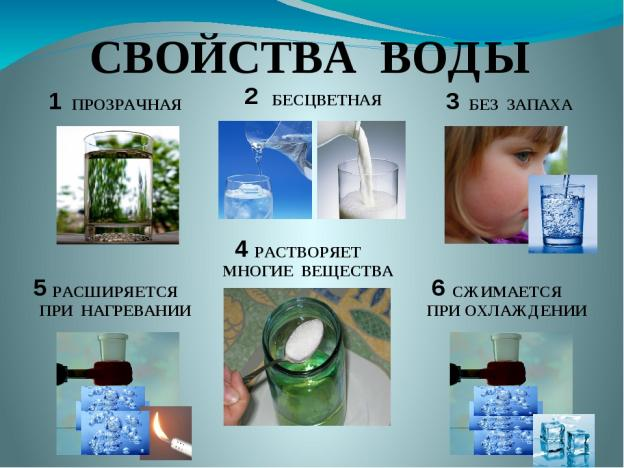 СВОЙСТВА ВОДЫ
1 ПРОЗРАЧНАЯ
2 БЕСЦВЕТНАЯ
3 БЕЗ ЗАПАХА
4 РАСТВОРЯЕТ
МНОГИЕ ВЕЩЕСТВА
5 РАСШИРЯЕТСЯ
ПРИ НАГРЕВАНИИ
6 СЖИМАЕТСЯ
ПРИ ОХЛАЖДЕНИИ